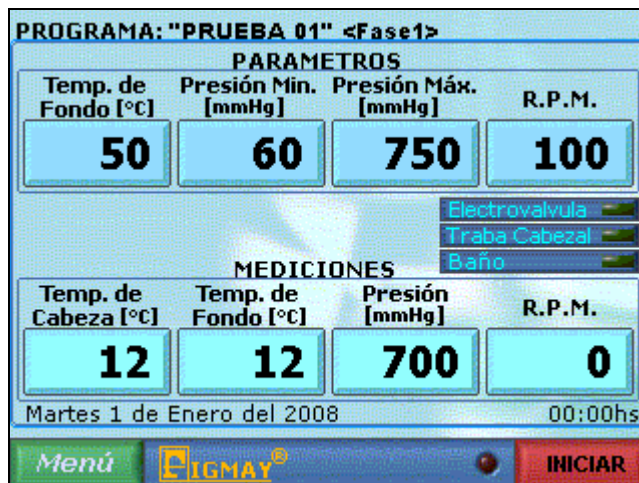 PROGRAMA: "PRUEBA 01" <Fase1>
PARAMETROS
Temp. de Fondo [°C] Presión Min. [mmHg] Presión Máx. [mmHg] R.P.M.
50 60 750 100
Electrovalvula
Traba Cabezal
Baño
MEDICIONES
Temp. de Cabeza [°C] Temp. de Fondo [°C] Presión [mmHg] R.P.M.
12 12 700 0
Martes 1 de Enero del 2008 00:00hs
Menú PIGMAY® INICIAR